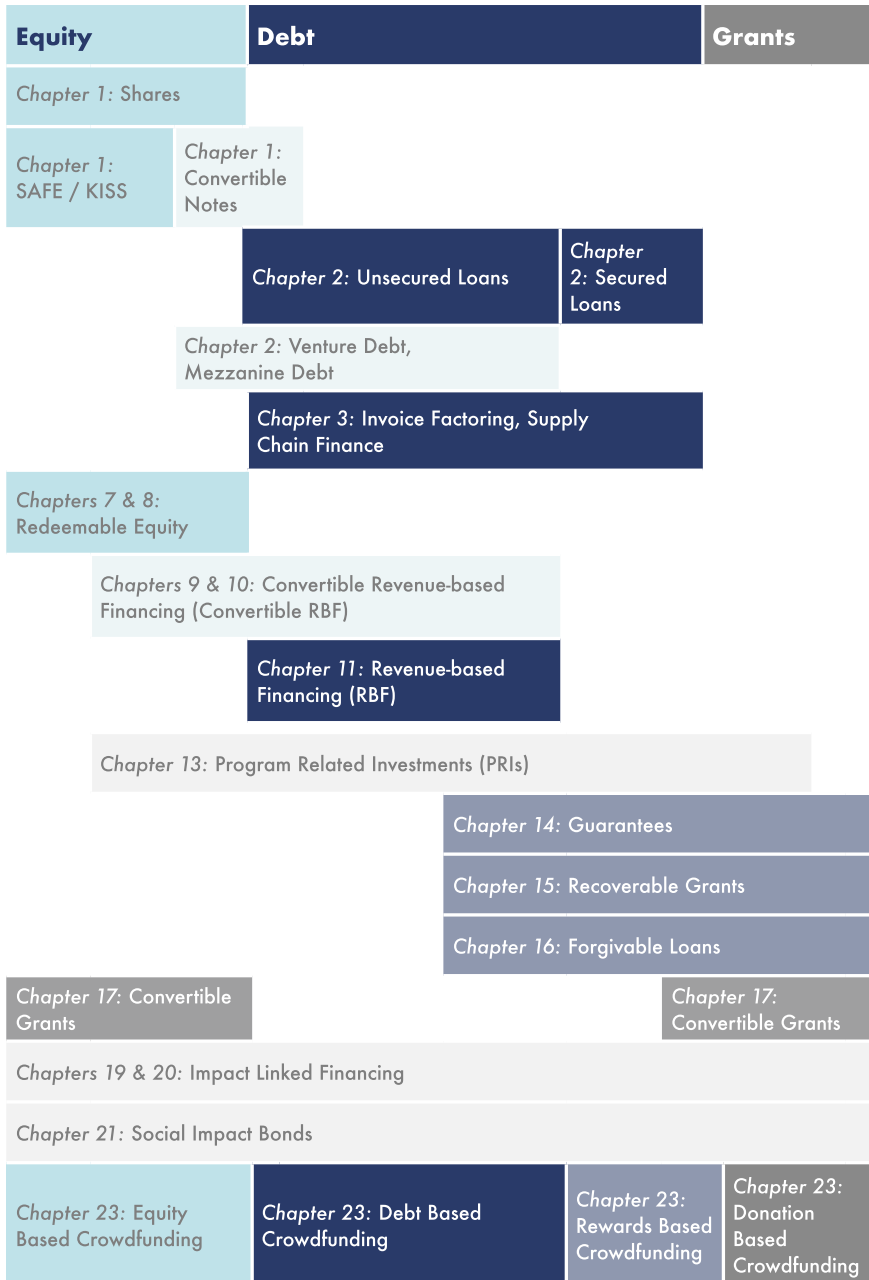 Equity
Debt
Grants
Chapter 1: Shares
Chapter 1:
SAFE / KISS
Chapter 1:
Convertible
Notes
Chapter 2: Unsecured Loans
Chapter
2: Secured
Loans
Chapter 2: Venture Debt,
Mezzanine Debt
Chapter 3: Invoice Factoring, Supply
Chain Finance
Chapters 7 & 8:
Redeemable Equity
Chapters 9 & 10: Convertible Revenue-based
Financing (Convertible RBF)
Chapter 11: Revenue-based
Financing (RBF)
Chapter 13: Program Related Investments (PRIs)
Chapter 14: Guarantees
Chapter 15: Recoverable Grants
Chapter 16: Forgivable Loans
Chapter 17: Convertible
Grants
Chapter 17:
Convertible Grants
Chapters 19 & 20: Impact Linked Financing
Chapter 21: Social Impact Bonds
Chapter 23: Equity
Based Crowdfunding
Chapter 23: Debt Based
Crowdfunding
Chapter 23:
Rewards Based
Crowdfunding
Chapter 23:
Donation
Based
Crowdfunding